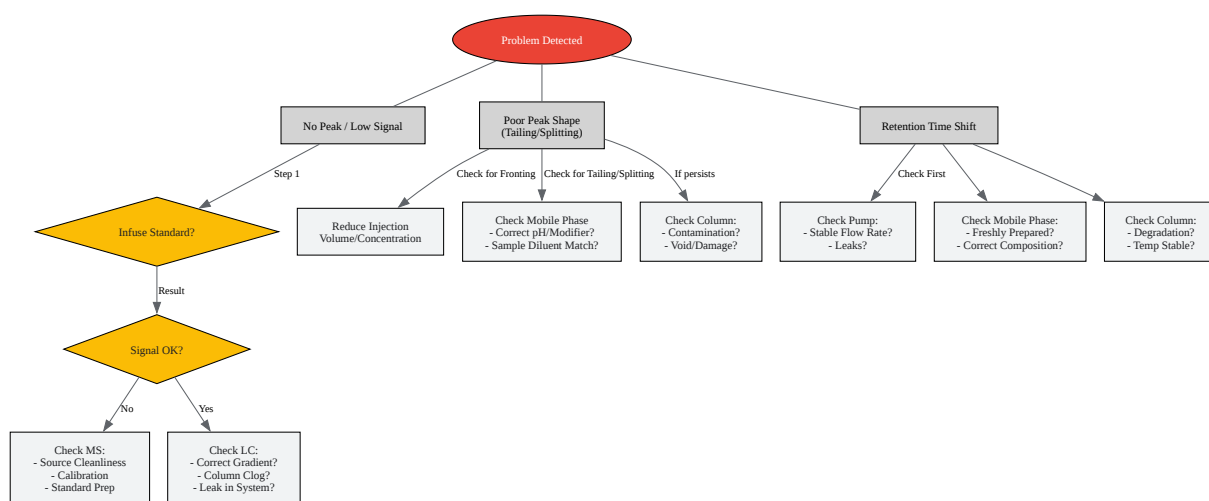 Problem Detected
No Peak / Low Signal
Poor Peak Shape
(Tailing/Splitting)
Retention Time Shift
Step 1
Check for Fronting
Check for Tailing/Splitting
If persists
Check First
Infuse Standard?
Reduce Injection
Volume/Concentration
Check Mobile Phase
- Correct pH/Modifier?
- Sample Diluent Match?
Check Column:
- Contamination?
- Void/Damage?
Check Pump:
- Stable Flow Rate?
- Leaks?
Check Mobile Phase:
- Freshly Prepared?
- Correct Composition?
Check Column:
- Degradation?
- Temp Stable?
Result
Signal OK?
No
Yes
Check MS:
- Source Cleanliness
- Calibration
- Standard Prep
Check LC:
- Correct Gradient?
- Column Clog?
- Leak in System?